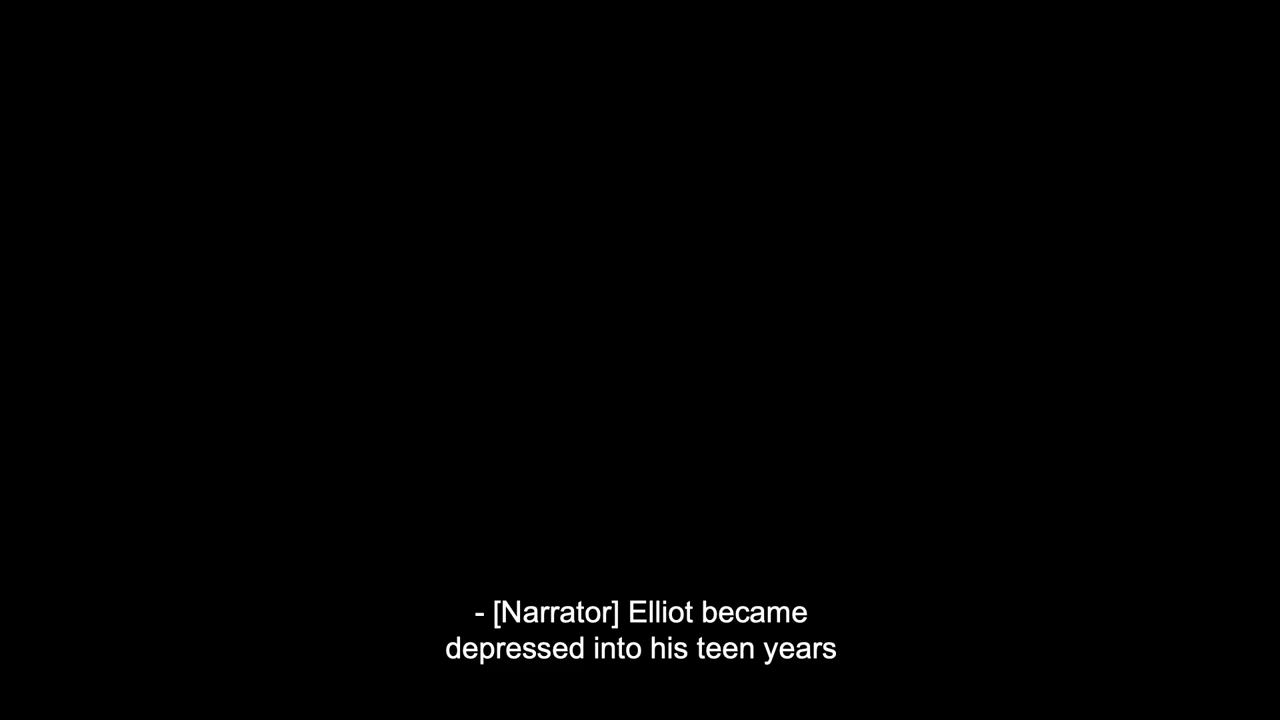 - [Narrator] Elliot became
depressed into his teen years